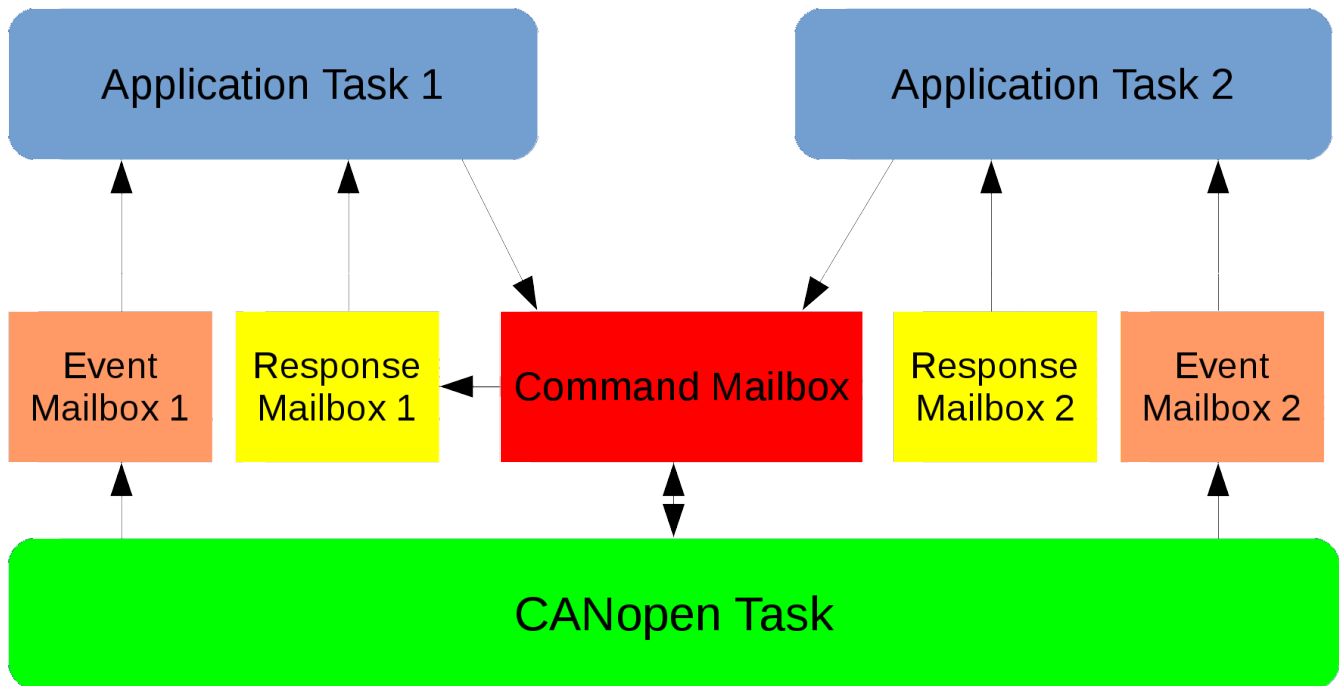 Application Task 1
Application Task 2
Event
Mailbox 1
Response
Mailbox 1
Command Mailbox
Response
Mailbox 2
Event
Mailbox 2
CANopen Task